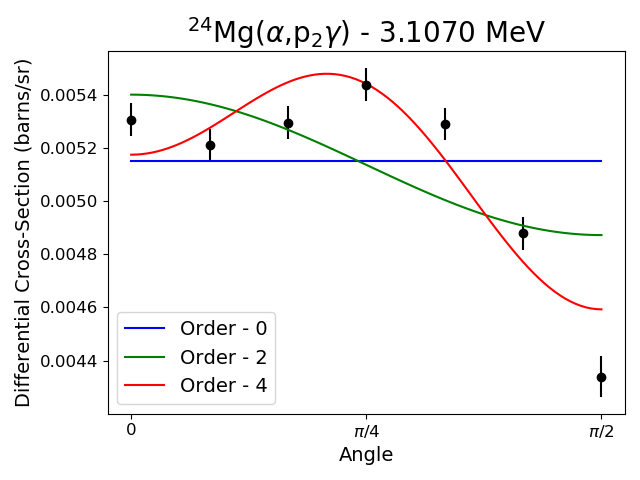 ²⁴Mg(α,p₂γ) - 3.1070 MeV
Differential Cross-Section (barns/sr)
0.0054
0.0052
0.0050
0.0048
0.0046
0.0044
Order - 0
Order - 2
Order - 4
0
π/4
π/2
Angle